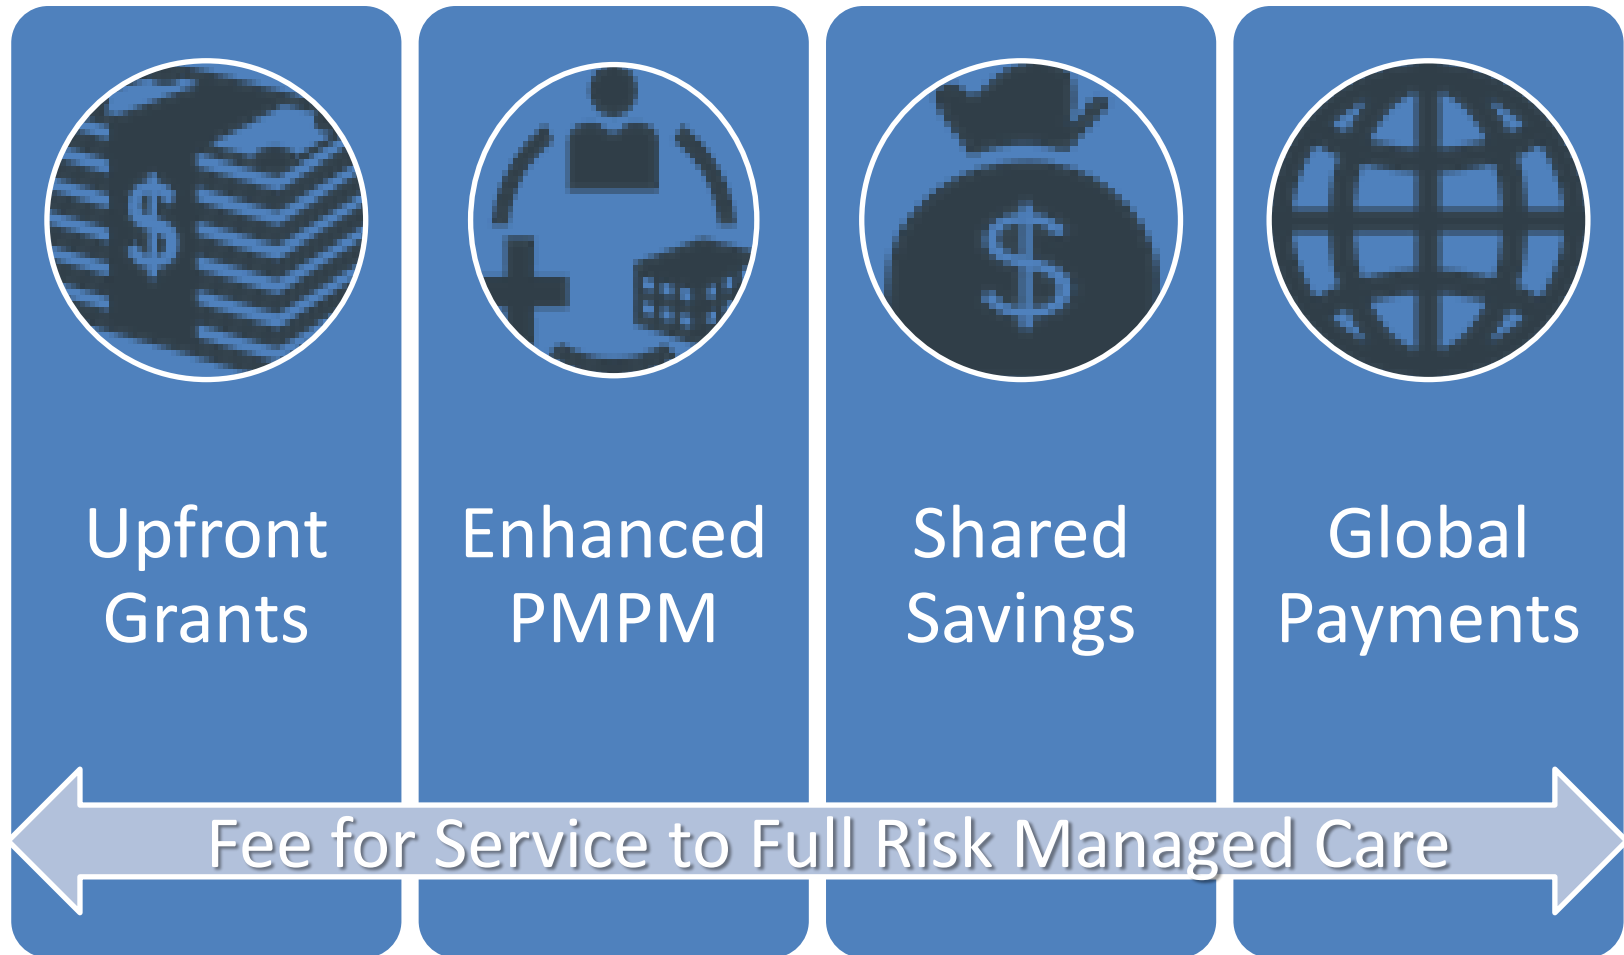 $
$
Upfront
Grants
Enhanced
PMPM
Shared
Savings
Global
Payments
Fee for Service to Full Risk Managed Care